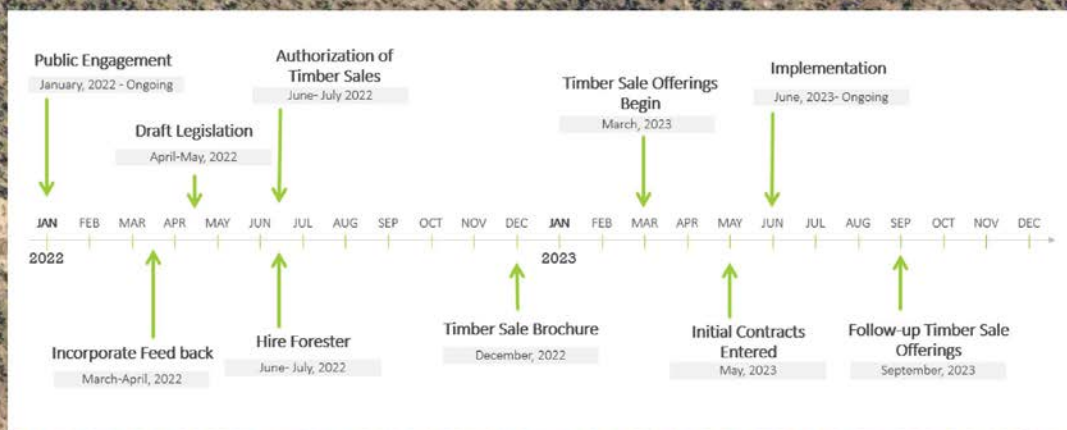 Public Engagement
January, 2022 - Ongoing
Authorization of
Timber Sales
June- July 2022
Draft Legislation
April-May, 2022
Timber Sale Offerings
Begin
March, 2023
Implementation
June, 2023- Ongoing
JAN FEB MAR APR MAY JUN JUL AUG SEP OCT NOV DEC JAN FEB MAR APR MAY JUN JUL AUG SEP OCT NOV DEC
2022 2023
Incorporate Feed back
March-April, 2022
Hire Forester
June- July, 2022
Timber Sale Brochure
December, 2022
Initial Contracts
Entered
May, 2023
Follow-up Timber Sale
Offerings
September, 2023